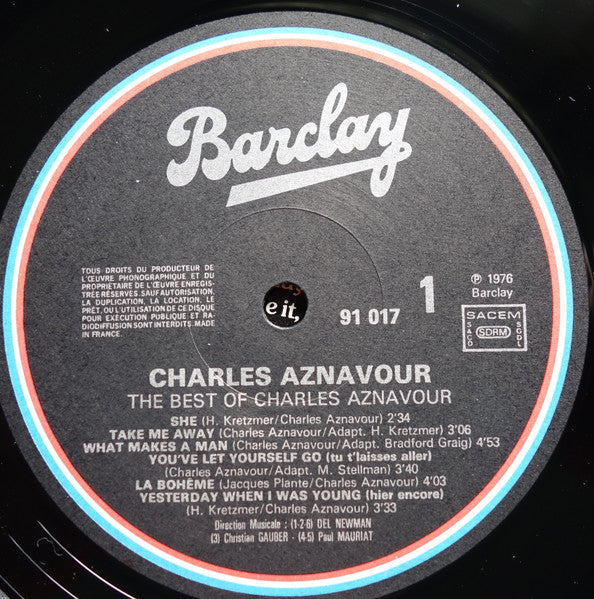 Barclay
TOUS DROITS DU PRODUCTEUR DE
L'ŒUVRE PHONOGRAPHIQUE ET DU
PROPRIÉTAIRE DE L'ŒUVRE ENREGIS-
TRÉE RÉSERVÉS. SAUF AUTORISATION,
LA DUPLICATION, LA LOCATION, LE
PRÊT, OU L'UTILISATION DE CE DISQUE
POUR EXÉCUTION PUBLIQUE ET RA-
DIODIFFUSION SONT INTERDITS. MADE
IN FRANCE.
e it,
91 017
1
℗ 1976
Barclay
SACEM
SACD
SDRM
SGDL
CHARLES AZNAVOUR
THE BEST OF CHARLES AZNAVOUR
SHE (H. Kretzmer/Charles Aznavour) 2'34
TAKE ME AWAY (Charles Aznavour/Adapt. H. Kretzmer) 3'06
WHAT MAKES A MAN (Charles Aznavour/Adapt. Bradford Graig) 4'53
YOU'VE LET YOURSELF GO (tu t'laisses aller)
(Charles Aznavour/Adapt. M. Stellman) 3'40
LA BOHÈME (Jacques Plante/Charles Aznavour) 4'03
YESTERDAY WHEN I WAS YOUNG (hier encore)
(H. Kretzmer/Charles Aznavour) 3'33
Direction Musicale : (1-2-6) DEL NEWMAN
(3) Christian GAUBER - (4-5) Paul MAURIAT